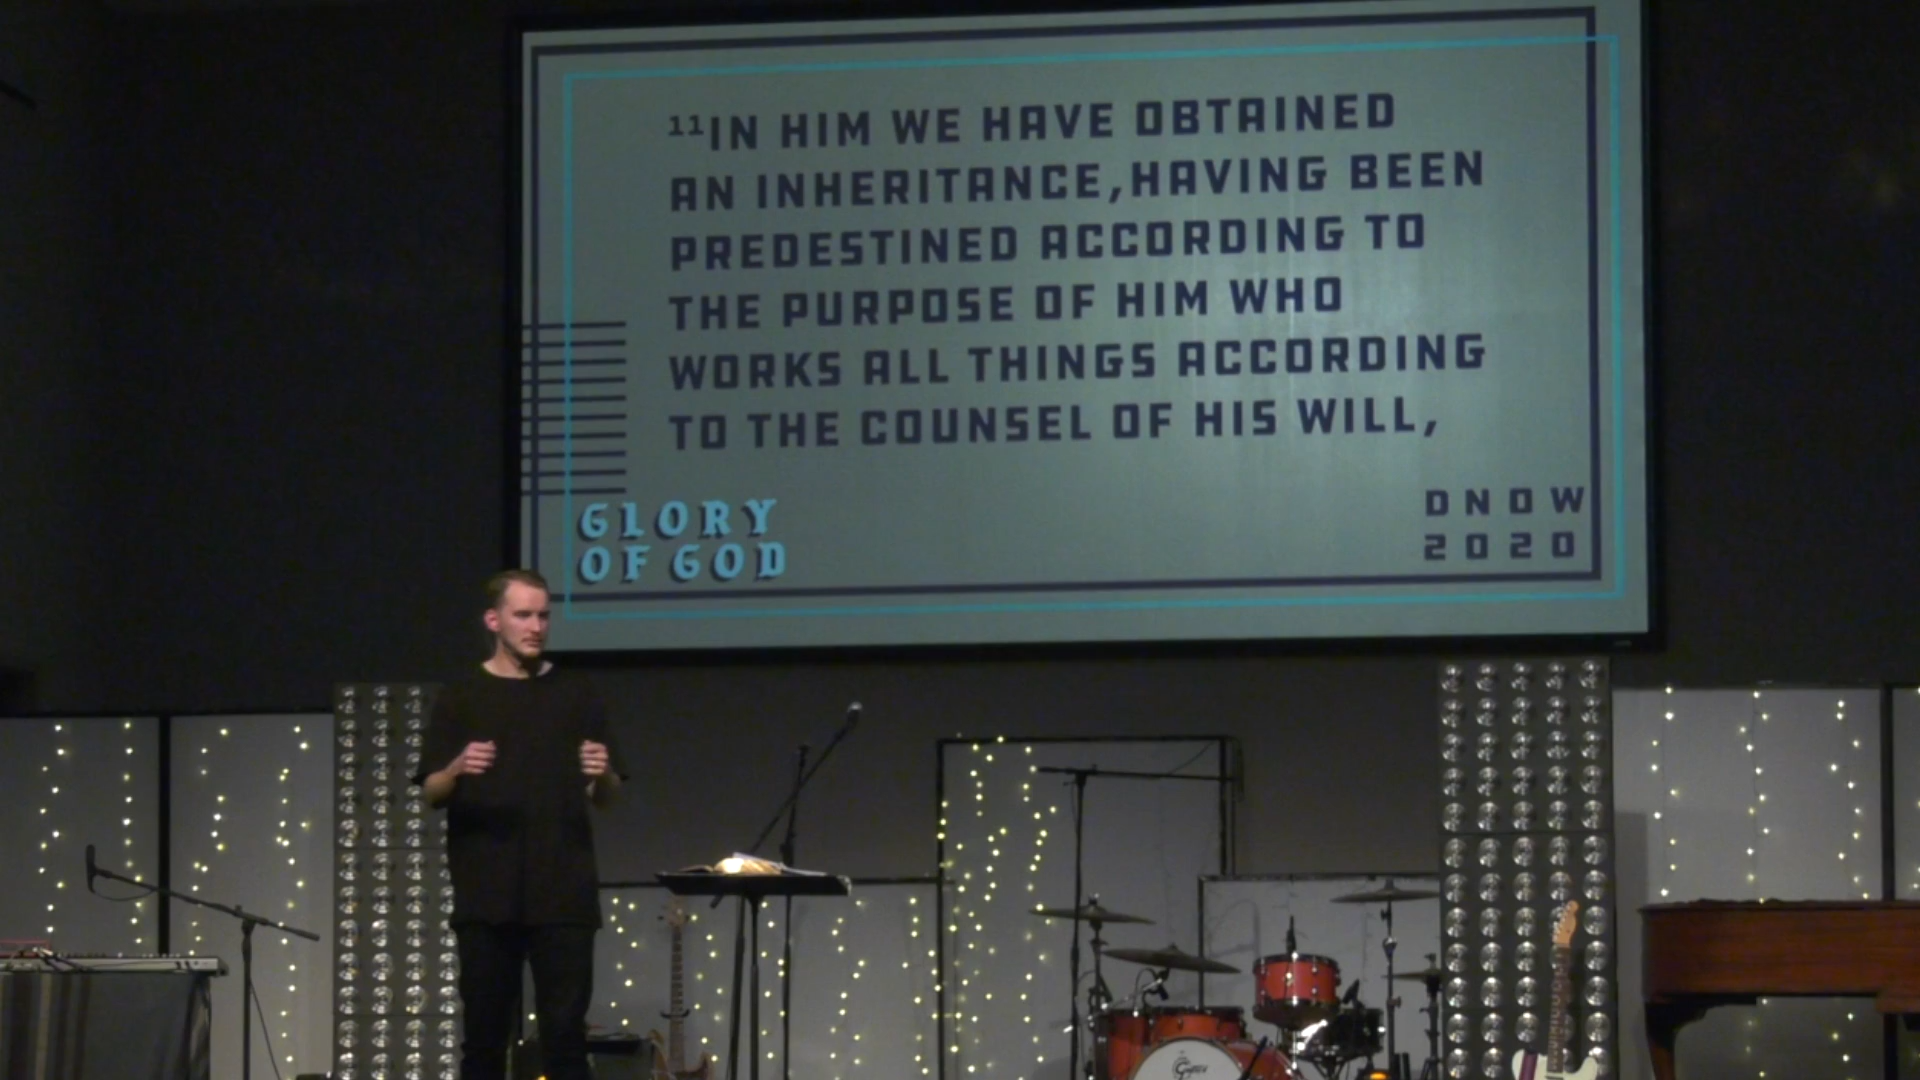 ¹¹IN HIM WE HAVE OBTAINED
AN INHERITANCE, HAVING BEEN
PREDESTINED ACCORDING TO
THE PURPOSE OF HIM WHO
WORKS ALL THINGS ACCORDING
TO THE COUNSEL OF HIS WILL,
GLORY
OF GOD
DNOW
2020
Gretsch